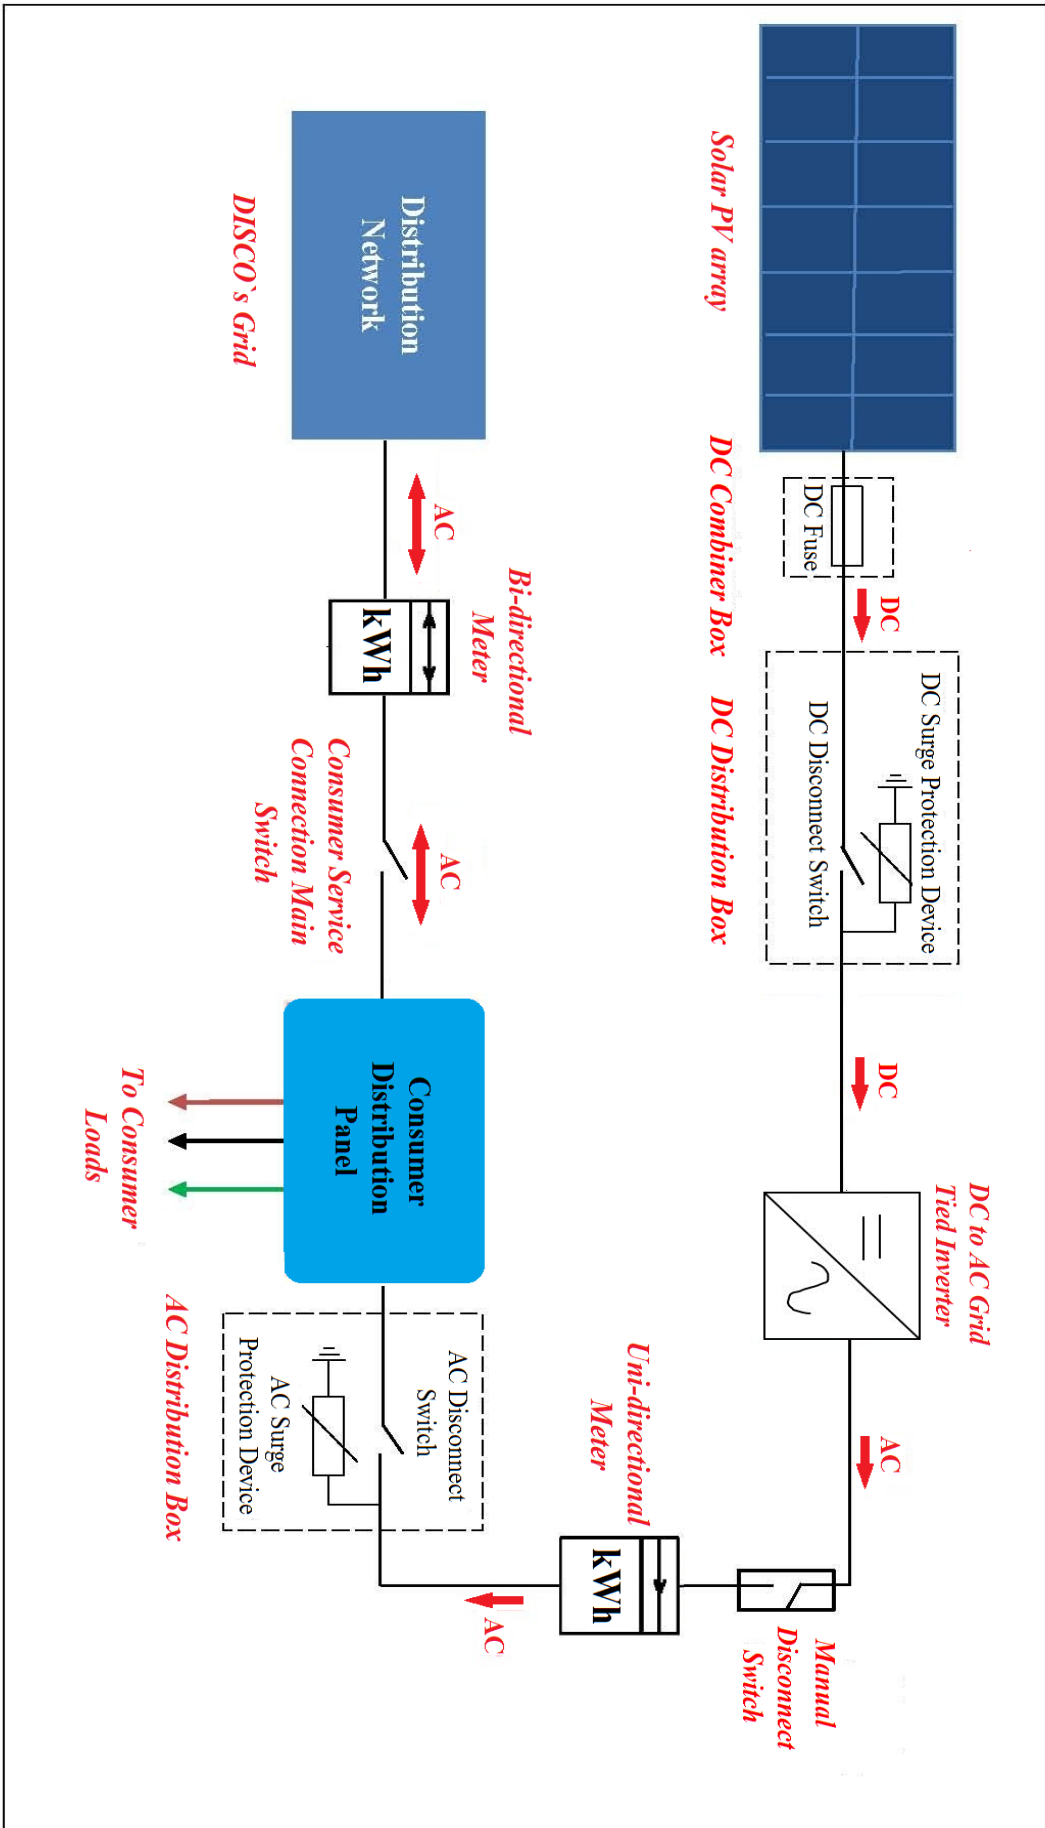 Solar PV array
DC Combiner Box
DC Fuse
DC
DC Distribution Box
DC Surge Protection Device
DC Disconnect Switch
DC
DC to AC Grid
Tied Inverter
AC
Manual
Disconnect
Switch
Uni-directional
Meter
kWh
AC
AC Distribution Box
AC Disconnect
Switch
AC Surge
Protection Device
Consumer
Distribution
Panel
To Consumer
Loads
AC
Consumer Service
Connection Main
Switch
Bi-directional
Meter
kWh
AC
Distribution
Network
DISCO`s Grid